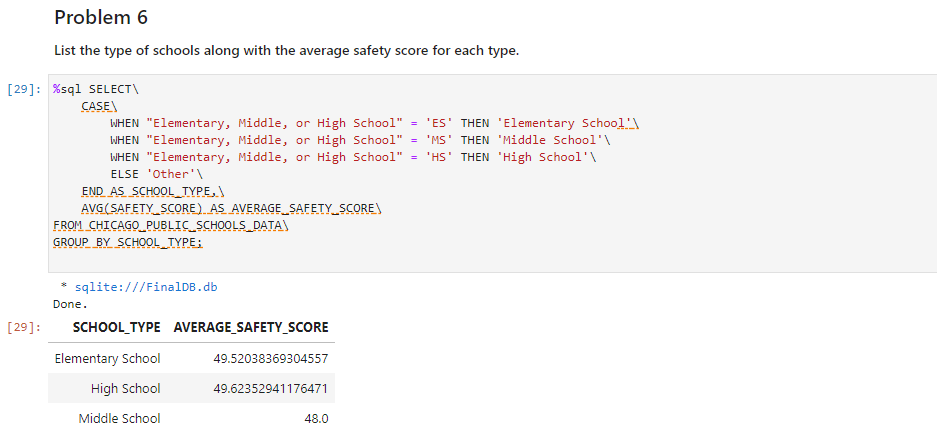 Problem 6
List the type of schools along with the average safety score for each type.
[29]: %sql SELECT\
CASE\
WHEN "Elementary, Middle, or High School" = 'ES' THEN 'Elementary School'\
WHEN "Elementary, Middle, or High School" = 'MS' THEN 'Middle School'\
WHEN "Elementary, Middle, or High School" = 'HS' THEN 'High School'\
ELSE 'Other'\
END AS SCHOOL_TYPE,\
AVG(SAFETY_SCORE) AS AVERAGE_SAFETY_SCORE\
FROM CHICAGO_PUBLIC_SCHOOLS_DATA\
GROUP BY SCHOOL_TYPE;
* sqlite:///FinalDB.db
Done.
[29]: SCHOOL_TYPE AVERAGE_SAFETY_SCORE
Elementary School 49.52038369304557
High School 49.62352941176471
Middle School 48.0